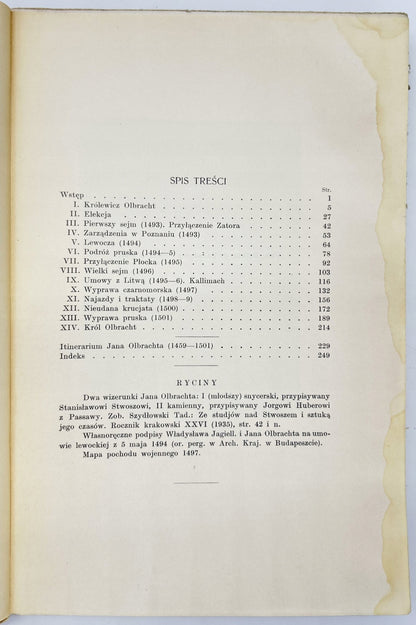 SPIS TREŚCI
Str.
Wstęp . . . . . . . . . . . . . . . . . . . . 1
I. Królewicz Olbracht . . . . . . . . . . . . . 5
II. Elekcja . . . . . . . . . . . . . . . . . . 27
III. Pierwszy sejm (1493). Przyłączenie Zatora . . . . . 42
IV. Zarządzenia w Poznaniu (1493) . . . . . . . . . 53
V. Lewocza (1494) . . . . . . . . . . . . . . . 64
VI. Podróż pruska (1494—5) . . . . . . . . . . . 78
VII. Przyłączenie Płocka (1495) . . . . . . . . . . 92
VIII. Wielki sejm (1496) . . . . . . . . . . . . . 103
IX. Umowy z Litwą (1495—6). Kallimach . . . . . . . 116
X. Wyprawa czarnomorska (1497) . . . . . . . . . 132
XI. Najazdy i traktaty (1498—9) . . . . . . . . . 156
XII. Nieudana krucjata (1500) . . . . . . . . . . 172
XIII. Wyprawa pruska (1501) . . . . . . . . . . . 189
XIV. Król Olbracht . . . . . . . . . . . . . . . 214
Itinerarium Jana Olbrachta (1459—1501) . . . . . . . 229
Indeks . . . . . . . . . . . . . . . . . . . . 249
RYCINY
Dwa wizerunki Jana Olbrachta: I (młodszy) snycerski, przypisywany
Stanisławowi Stwoszowi, II kamienny, przypisywany Jorgowi Huberowi
z Passawy. Zob. Szydłowski Tad.: Ze studjów nad Stwoszem i sztuką
jego czasów. Rocznik krakowski XXVI (1935), str. 42 i n.
Własnoręczne podpisy Władysława Jagiell. i Jana Olbrachta na umo-
wie lewockiej z 5 maja 1494 (or. perg. w Arch. Kraj. w Budapeszcie).
Mapa pochodu wojennego 1497.